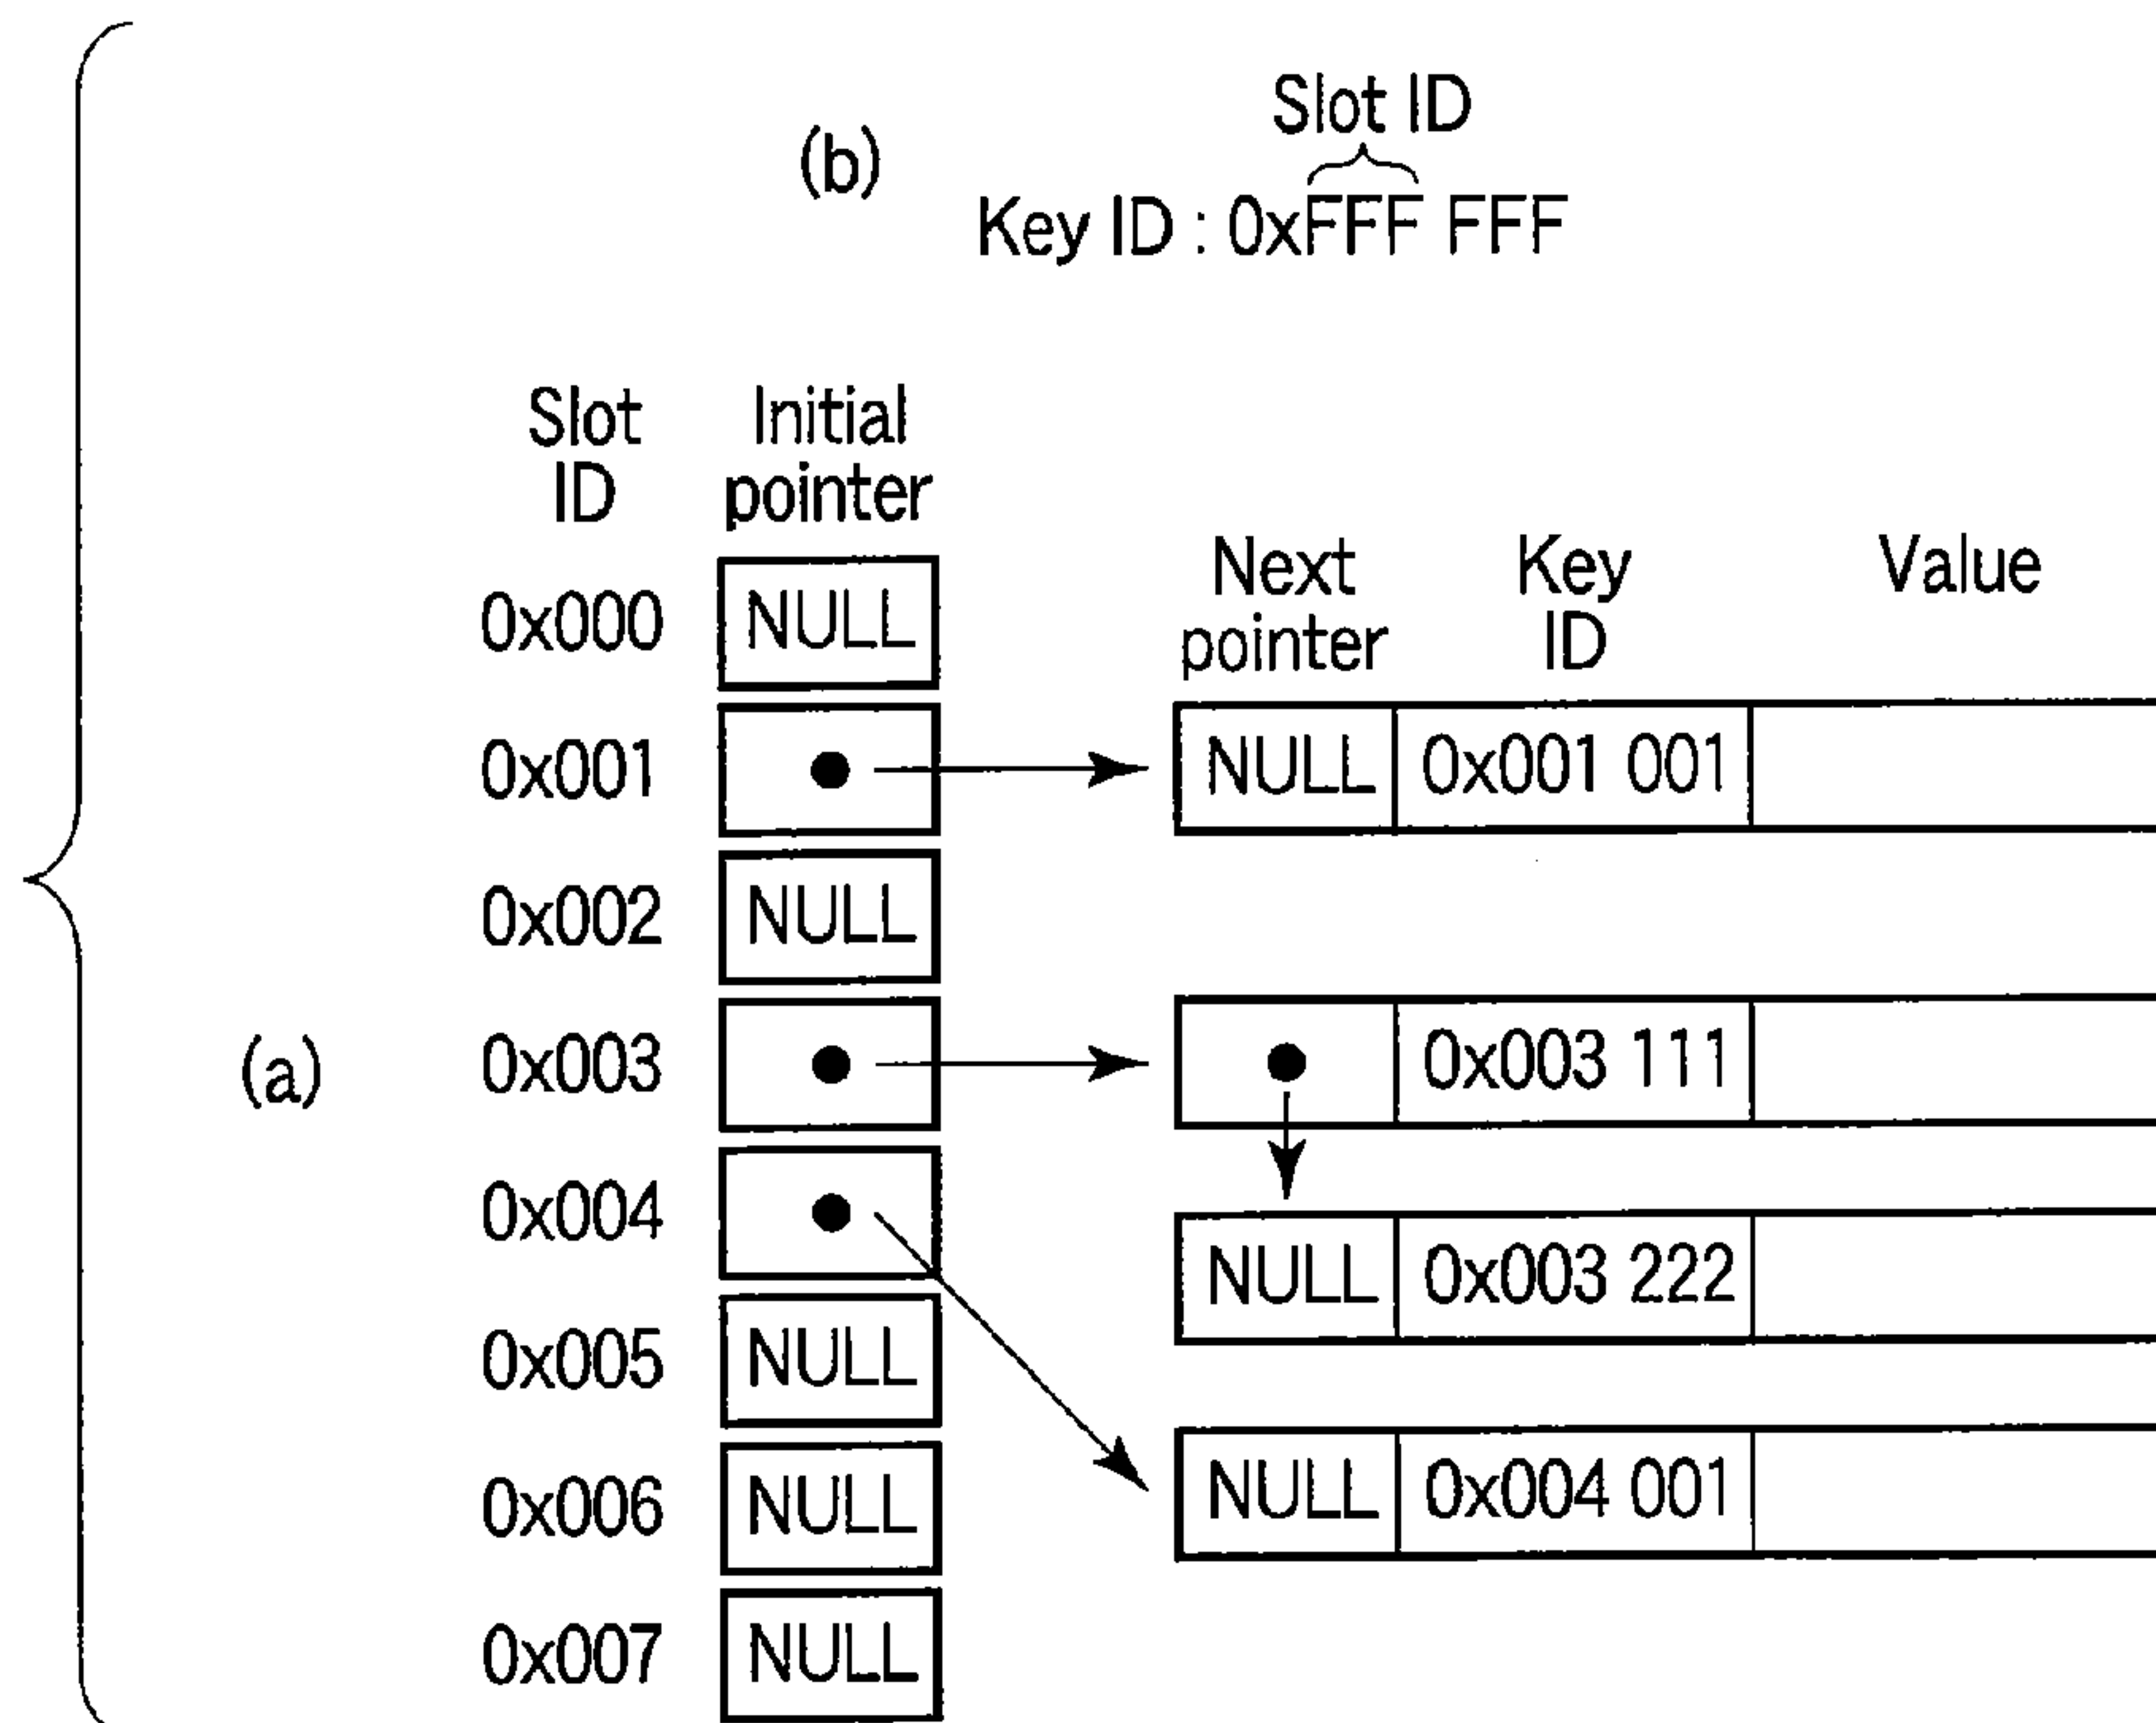 (b)
Slot ID
Key ID : 0xFFF FFF
Slot ID
Initial pointer
Next pointer
Key ID
Value
0x000 NULL
0x001 NULL 0x001 001
0x002 NULL
(a)
0x003 0x003 111
0x004
NULL 0x003 222
0x005 NULL
0x006 NULL
NULL 0x004 001
0x007 NULL